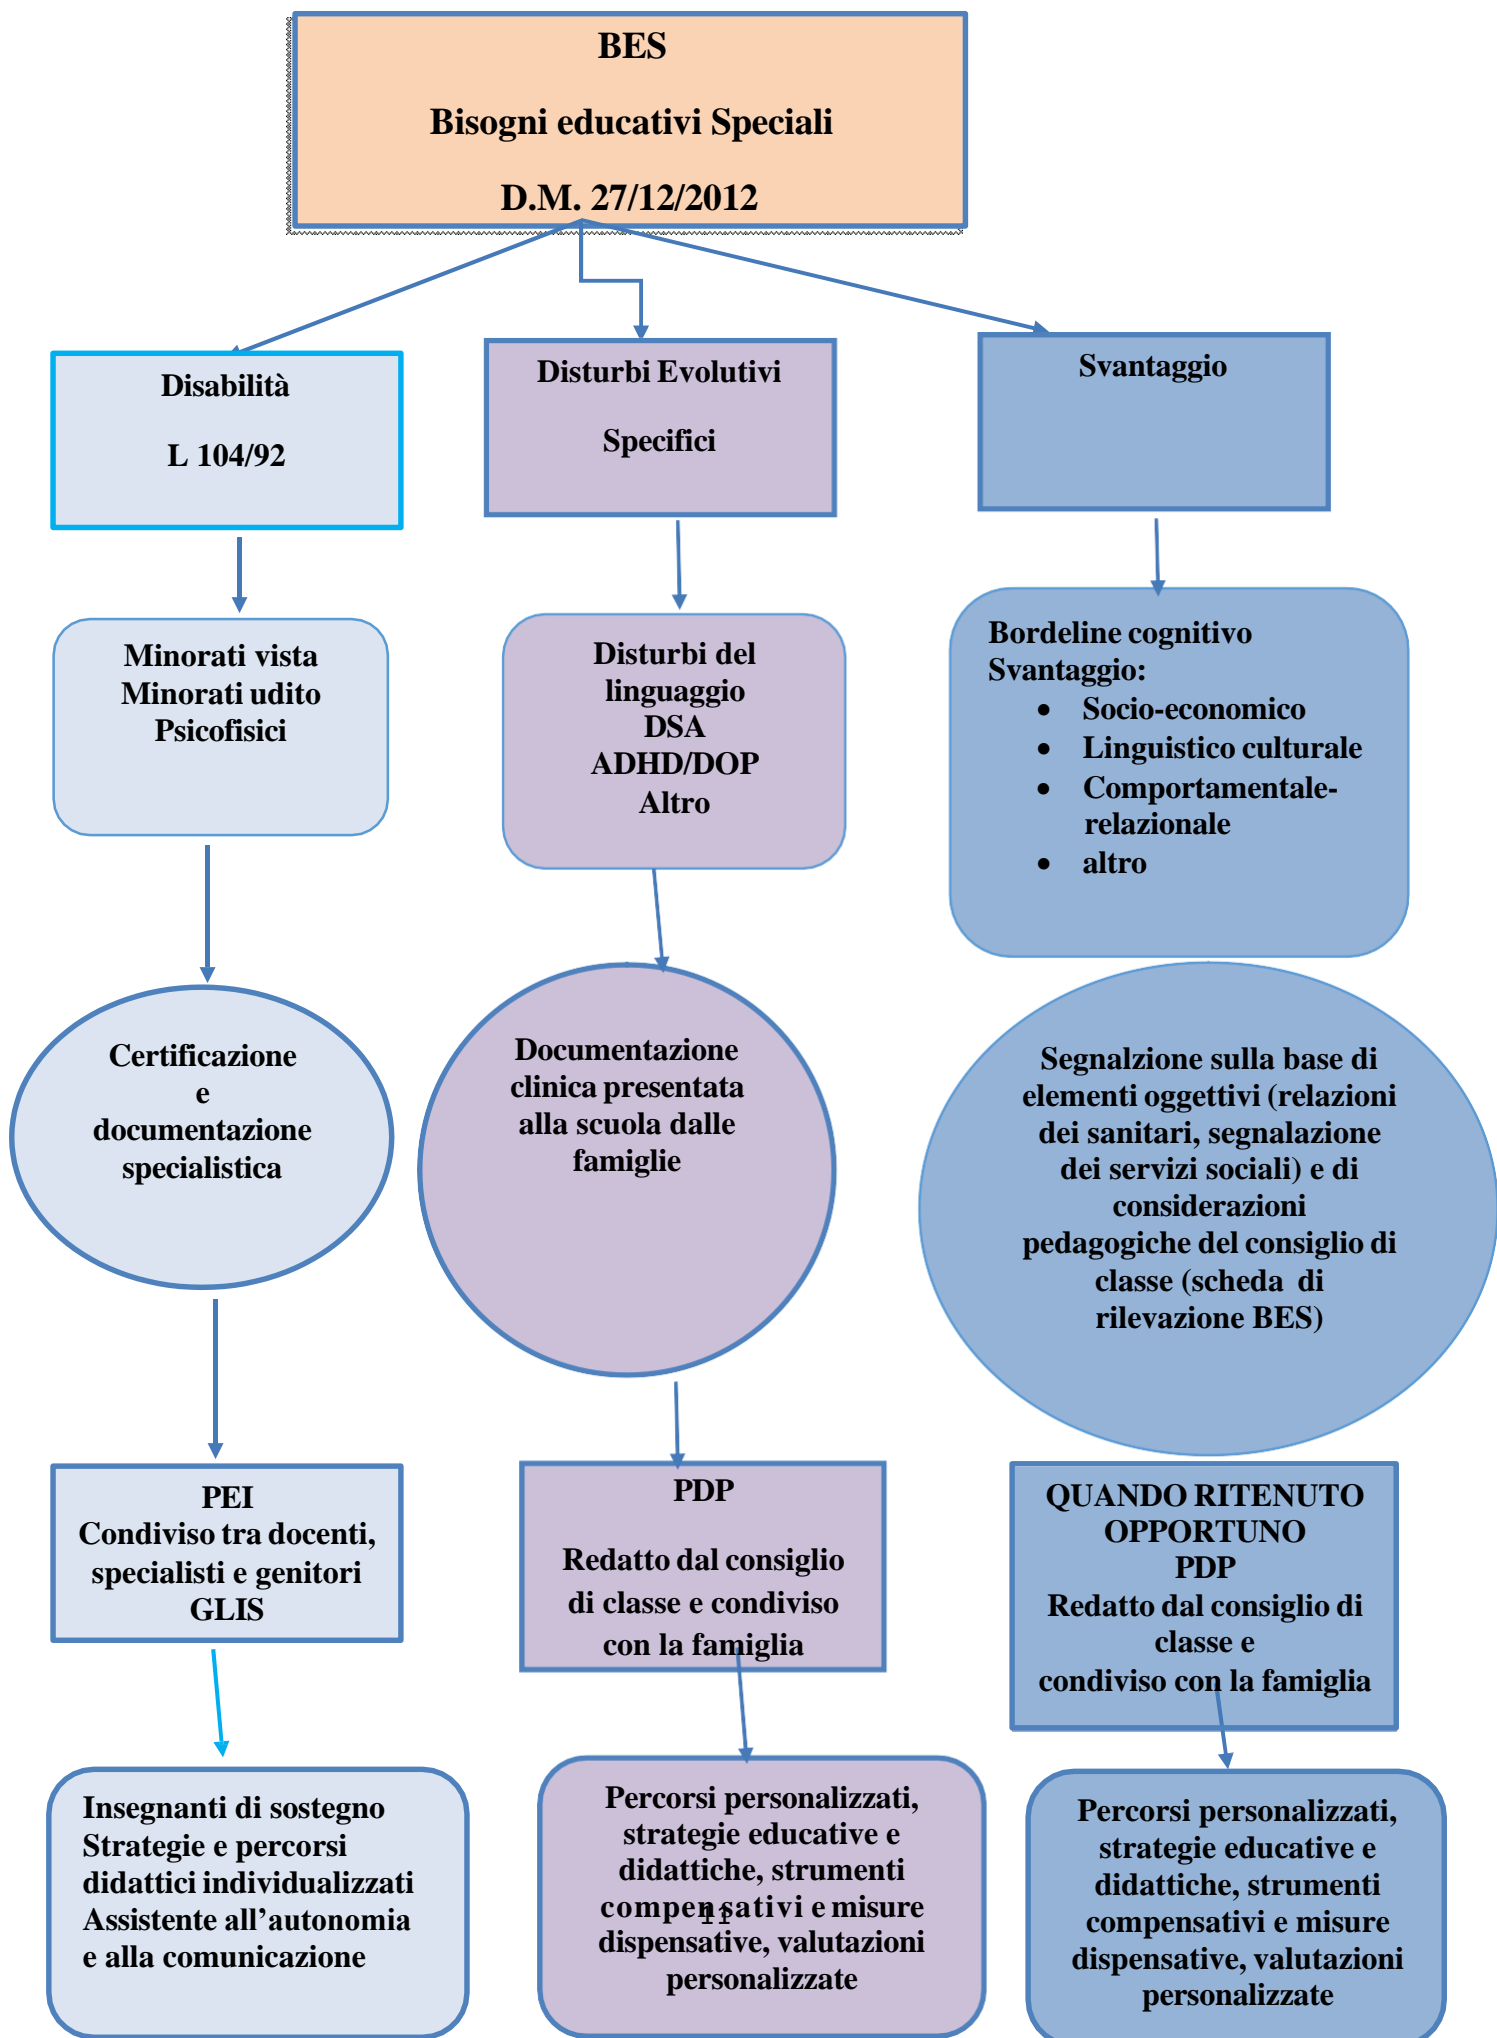 BES
Bisogni educativi Speciali
D.M. 27/12/2012
Disabilità
L 104/92
Disturbi Evolutivi
Specifici
Svantaggio
Minorati vista
Minorati udito
Psicofisici
Disturbi del
linguaggio
DSA
ADHD/DOP
Altro
Bordeline cognitivo
Svantaggio:
• Socio-economico
• Linguistico culturale
• Comportamentale-
relazionale
• altro
Certificazione
e
documentazione
specialistica
Documentazione
clinica presentata
alla scuola dalle
famiglie
Segnalzione sulla base di
elementi oggettivi (relazioni
dei sanitari, segnalazione
dei servizi sociali) e di
considerazioni
pedagogiche del consiglio di
classe (scheda di
rilevazione BES)
PEI
Condiviso tra docenti,
specialisti e genitori
GLIS
PDP
Redatto dal consiglio
di classe e condiviso
con la famiglia
QUANDO RITENUTO
OPPORTUNO
PDP
Redatto dal consiglio di
classe e
condiviso con la famiglia
Insegnanti di sostegno
Strategie e percorsi
didattici individualizzati
Assistente all’autonomia
e alla comunicazione
Percorsi personalizzati,
strategie educative e
didattiche, strumenti
compensativi e misure
dispensative, valutazioni
personalizzate
11
Percorsi personalizzati,
strategie educative e
didattiche, strumenti
compensativi e misure
dispensative, valutazioni
personalizzate